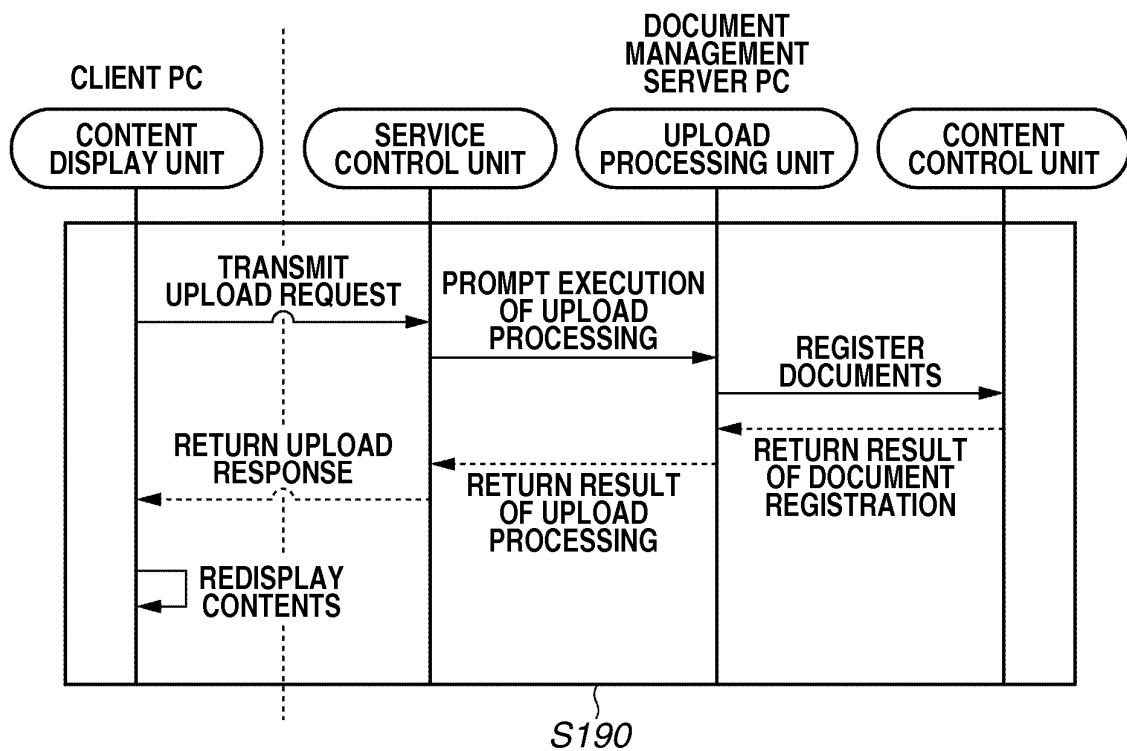 DOCUMENT
MANAGEMENT
SERVER PC
CLIENT PC
CONTENT
DISPLAY UNIT
SERVICE
CONTROL UNIT
UPLOAD
PROCESSING UNIT
CONTENT
CONTROL UNIT
TRANSMIT
UPLOAD REQUEST
PROMPT EXECUTION
OF UPLOAD
PROCESSING
REGISTER
DOCUMENTS
RETURN RESULT
OF DOCUMENT
REGISTRATION
RETURN RESULT
OF UPLOAD
PROCESSING
RETURN UPLOAD
RESPONSE
REDISPLAY
CONTENTS
S190